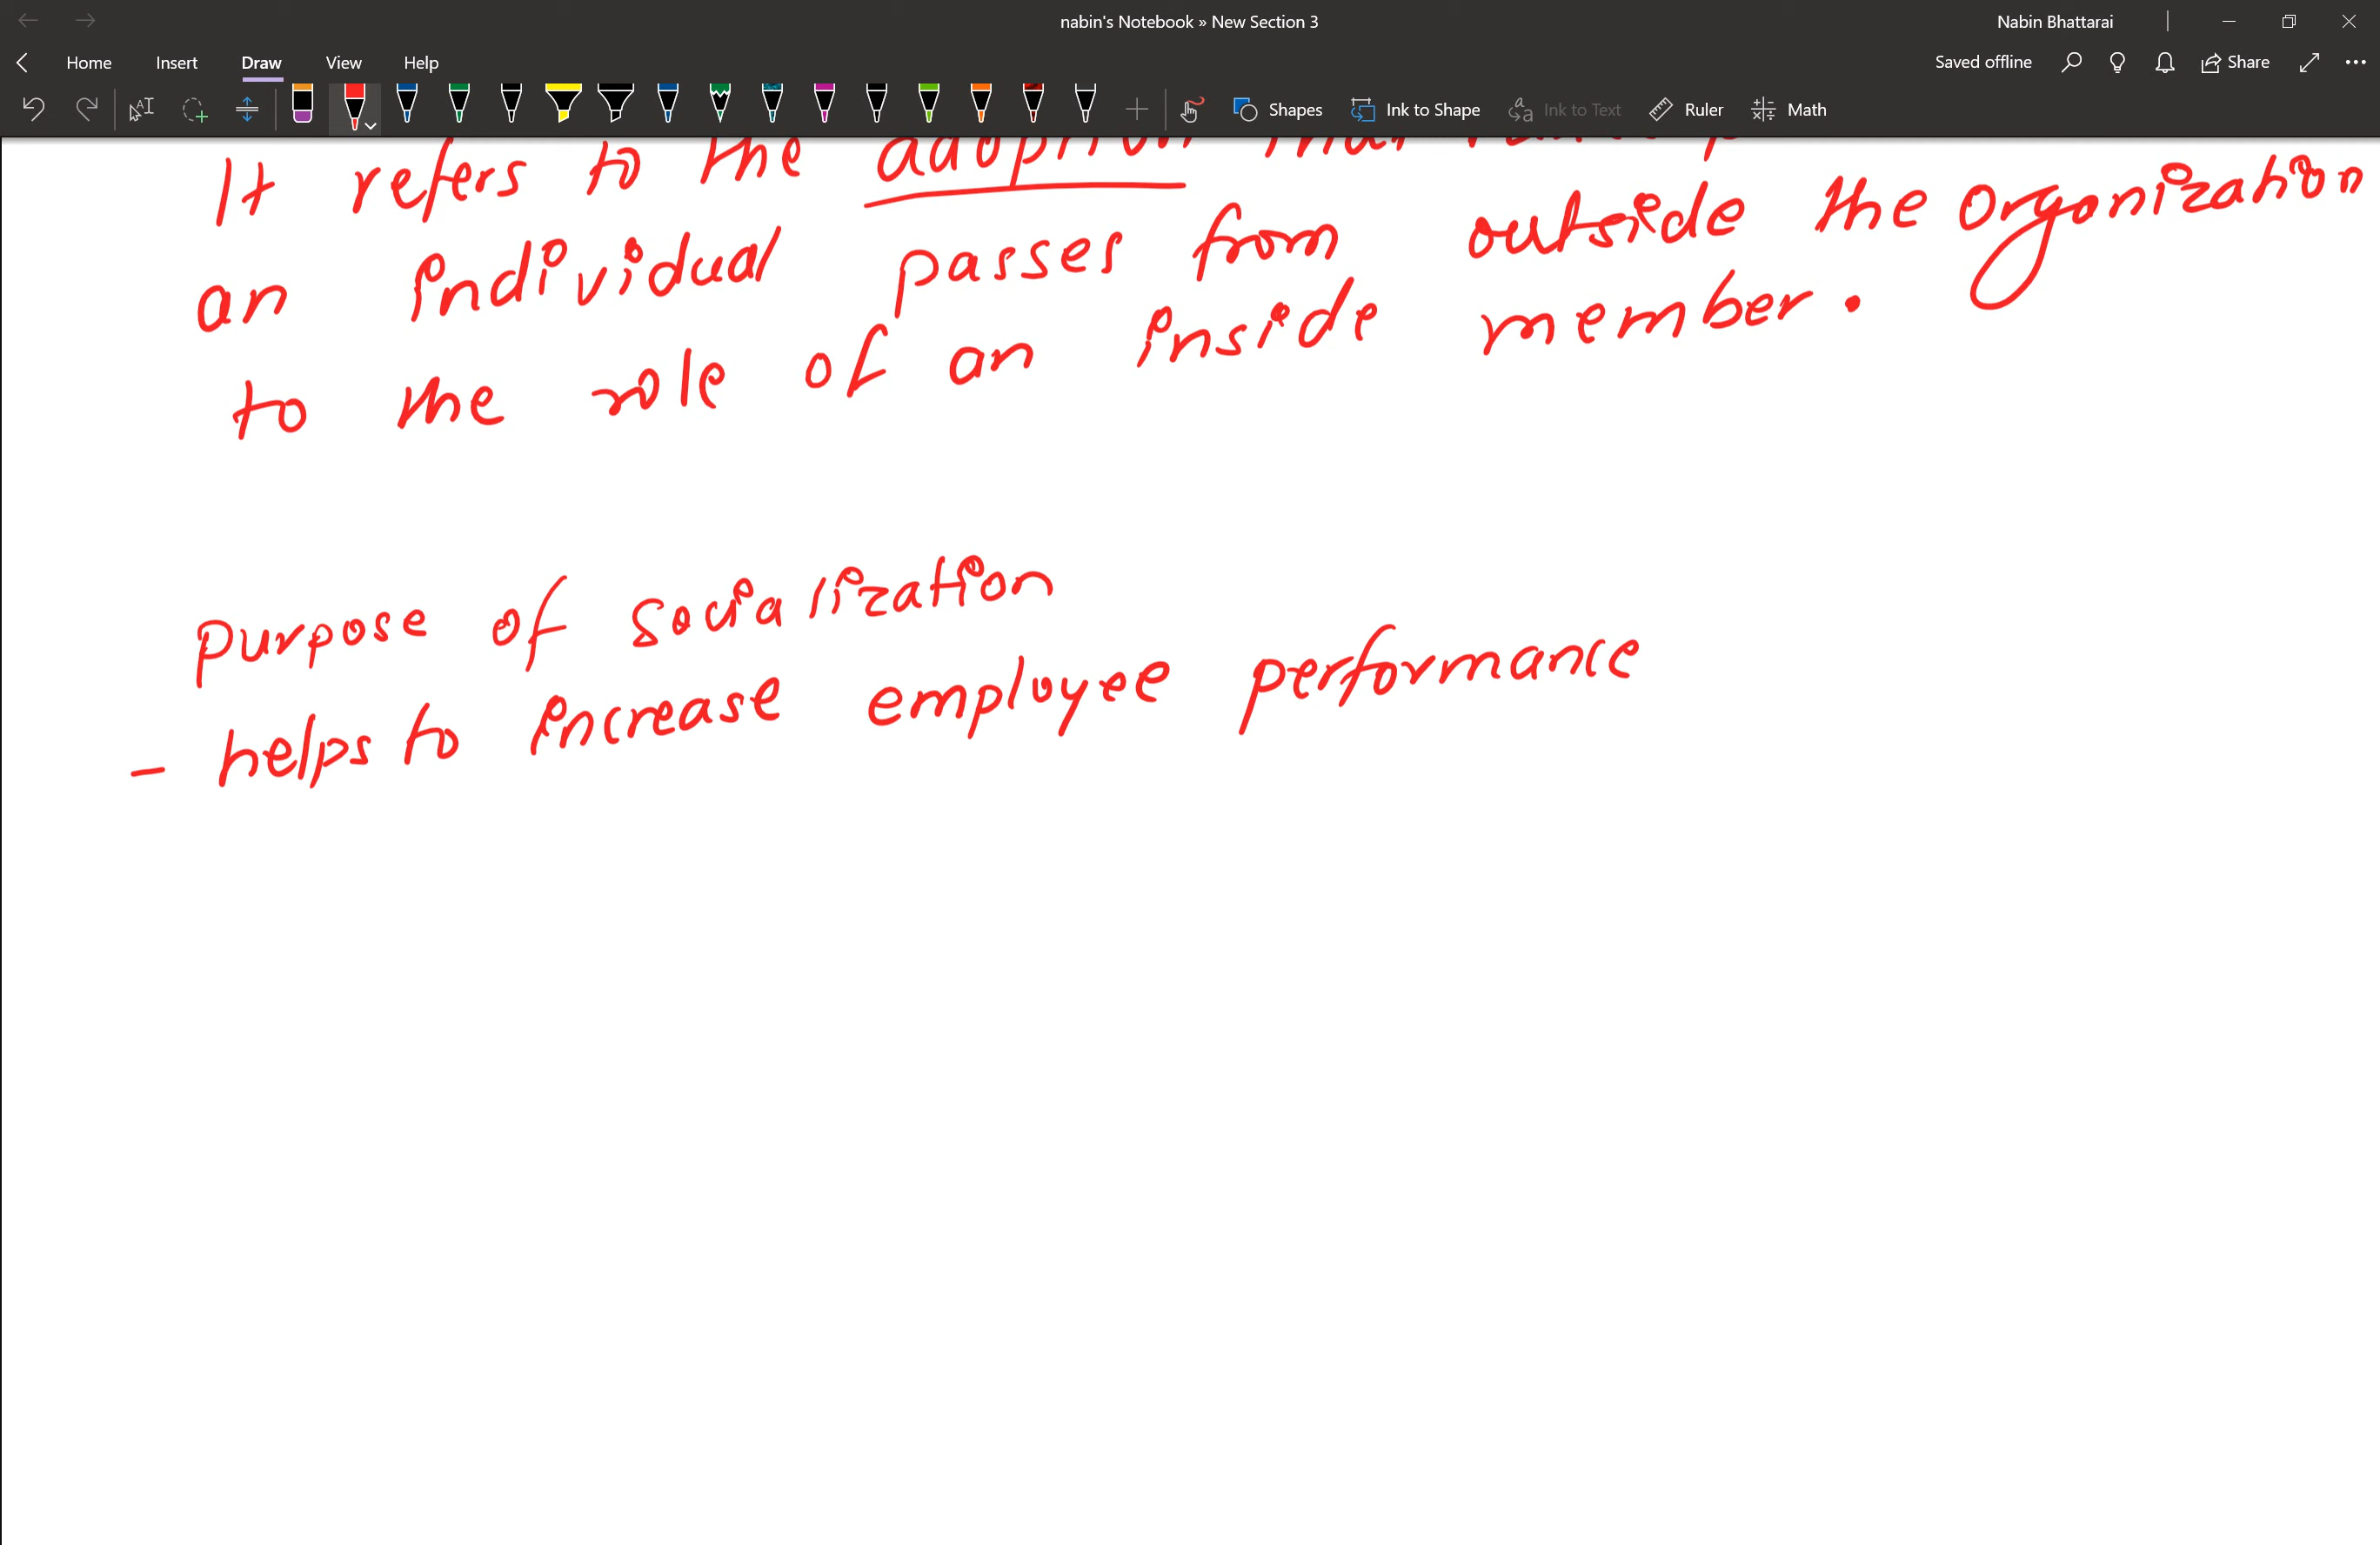 nabin's Notebook » New Section 3
Nabin Bhattarai
Home Insert Draw View Help
Saved offline
Share
Shapes Ink to Shape Ink to Text Ruler Math
It refers to the adoption that
an individual passes from outside the organization
to the role of an inside member.
purpose of socialization
- helps to increase employee performance